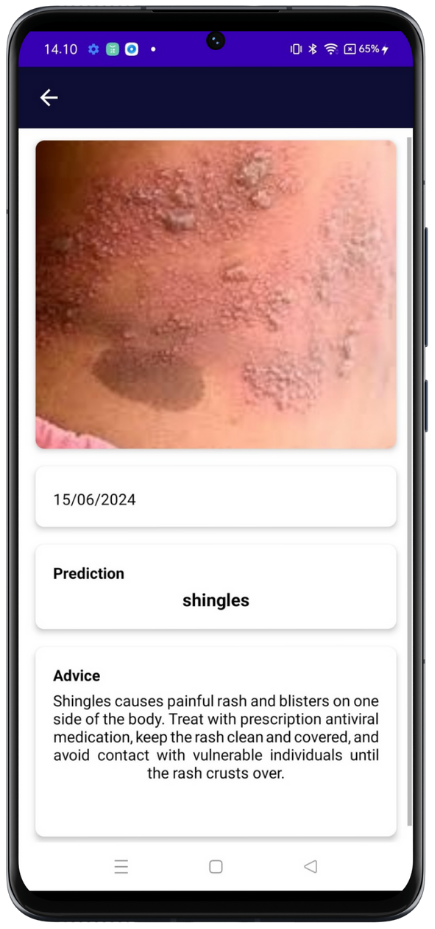 14.10
65%
15/06/2024
Prediction
shingles
Advice
Shingles causes painful rash and blisters on one
side of the body. Treat with prescription antiviral
medication, keep the rash clean and covered, and
avoid contact with vulnerable individuals until
the rash crusts over.